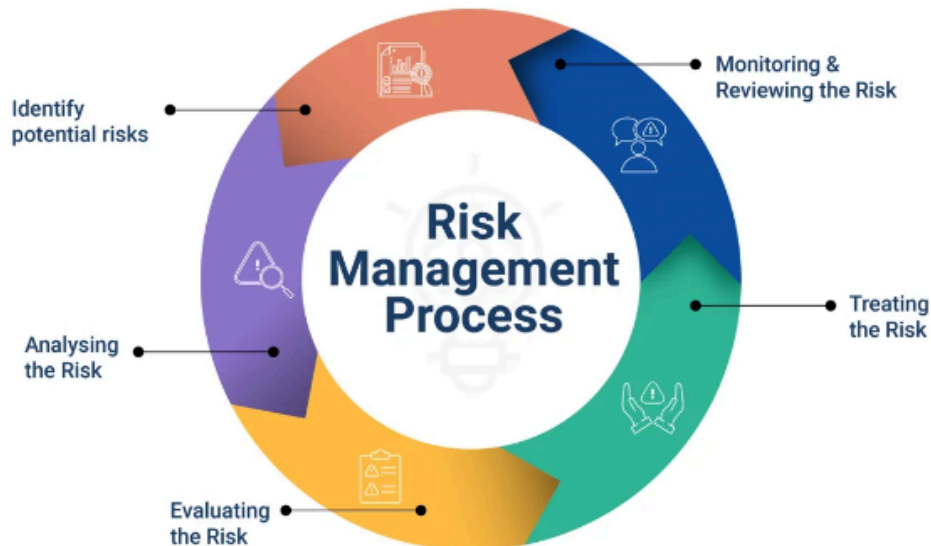 Risk
Management
Process
Identify
potential risks
Analysing
the Risk
Evaluating
the Risk
Treating
the Risk
Monitoring &
Reviewing the Risk